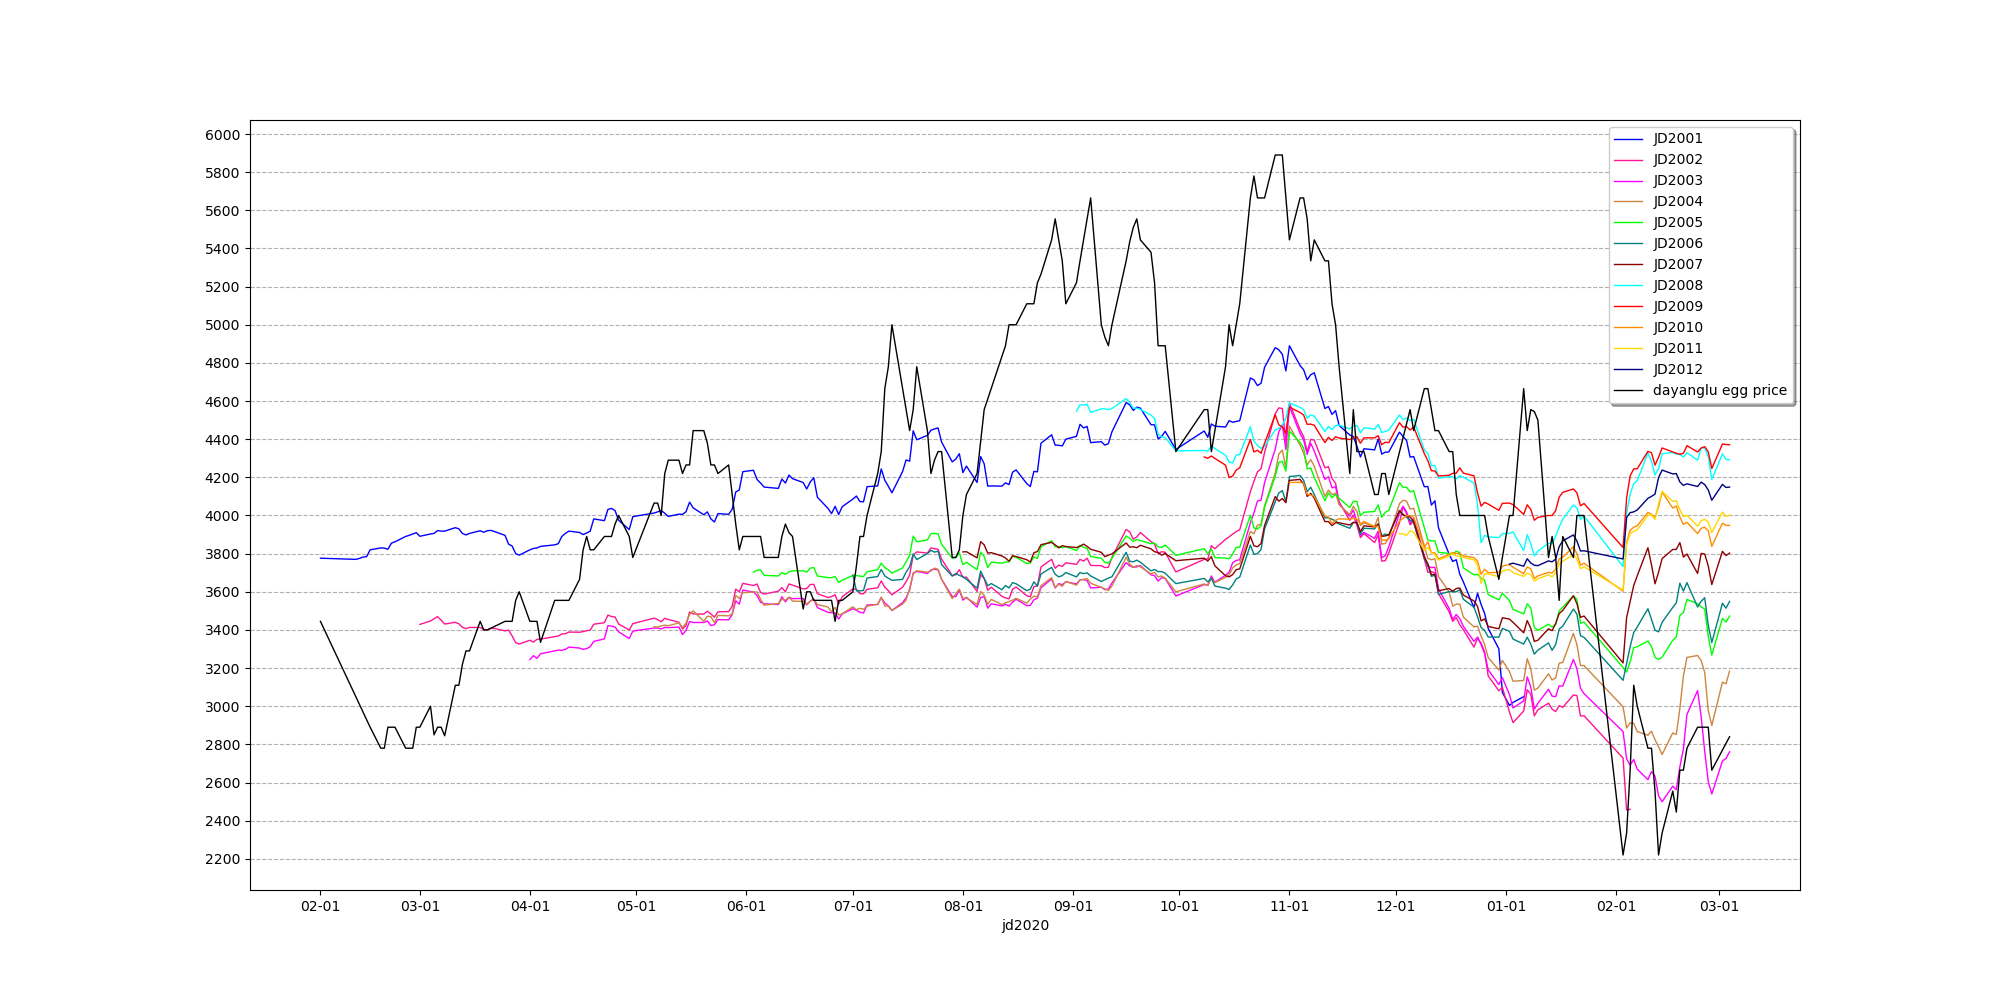 6000
5800
5600
5400
5200
5000
4800
4600
4400
4200
4000
3800
3600
3400
3200
3000
2800
2600
2400
2200
JD2001
JD2002
JD2003
JD2004
JD2005
JD2006
JD2007
JD2008
JD2009
JD2010
JD2011
JD2012
dayanglu egg price
02-01 03-01 04-01 05-01 06-01 07-01 08-01 09-01 10-01 11-01 12-01 01-01 02-01 03-01
jd2020